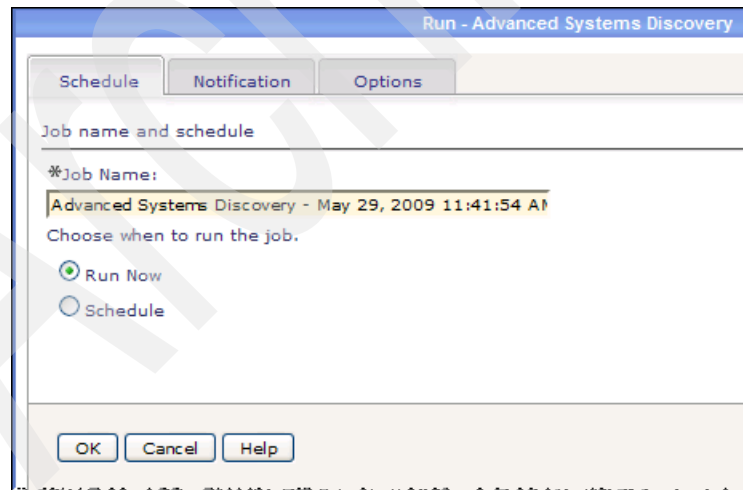 Run - Advanced Systems Discovery
Schedule Notification Options
Job name and schedule
*Job Name:
Advanced Systems Discovery - May 29, 2009 11:41:54 AM
Choose when to run the job.
Run Now
Schedule
OK Cancel Help